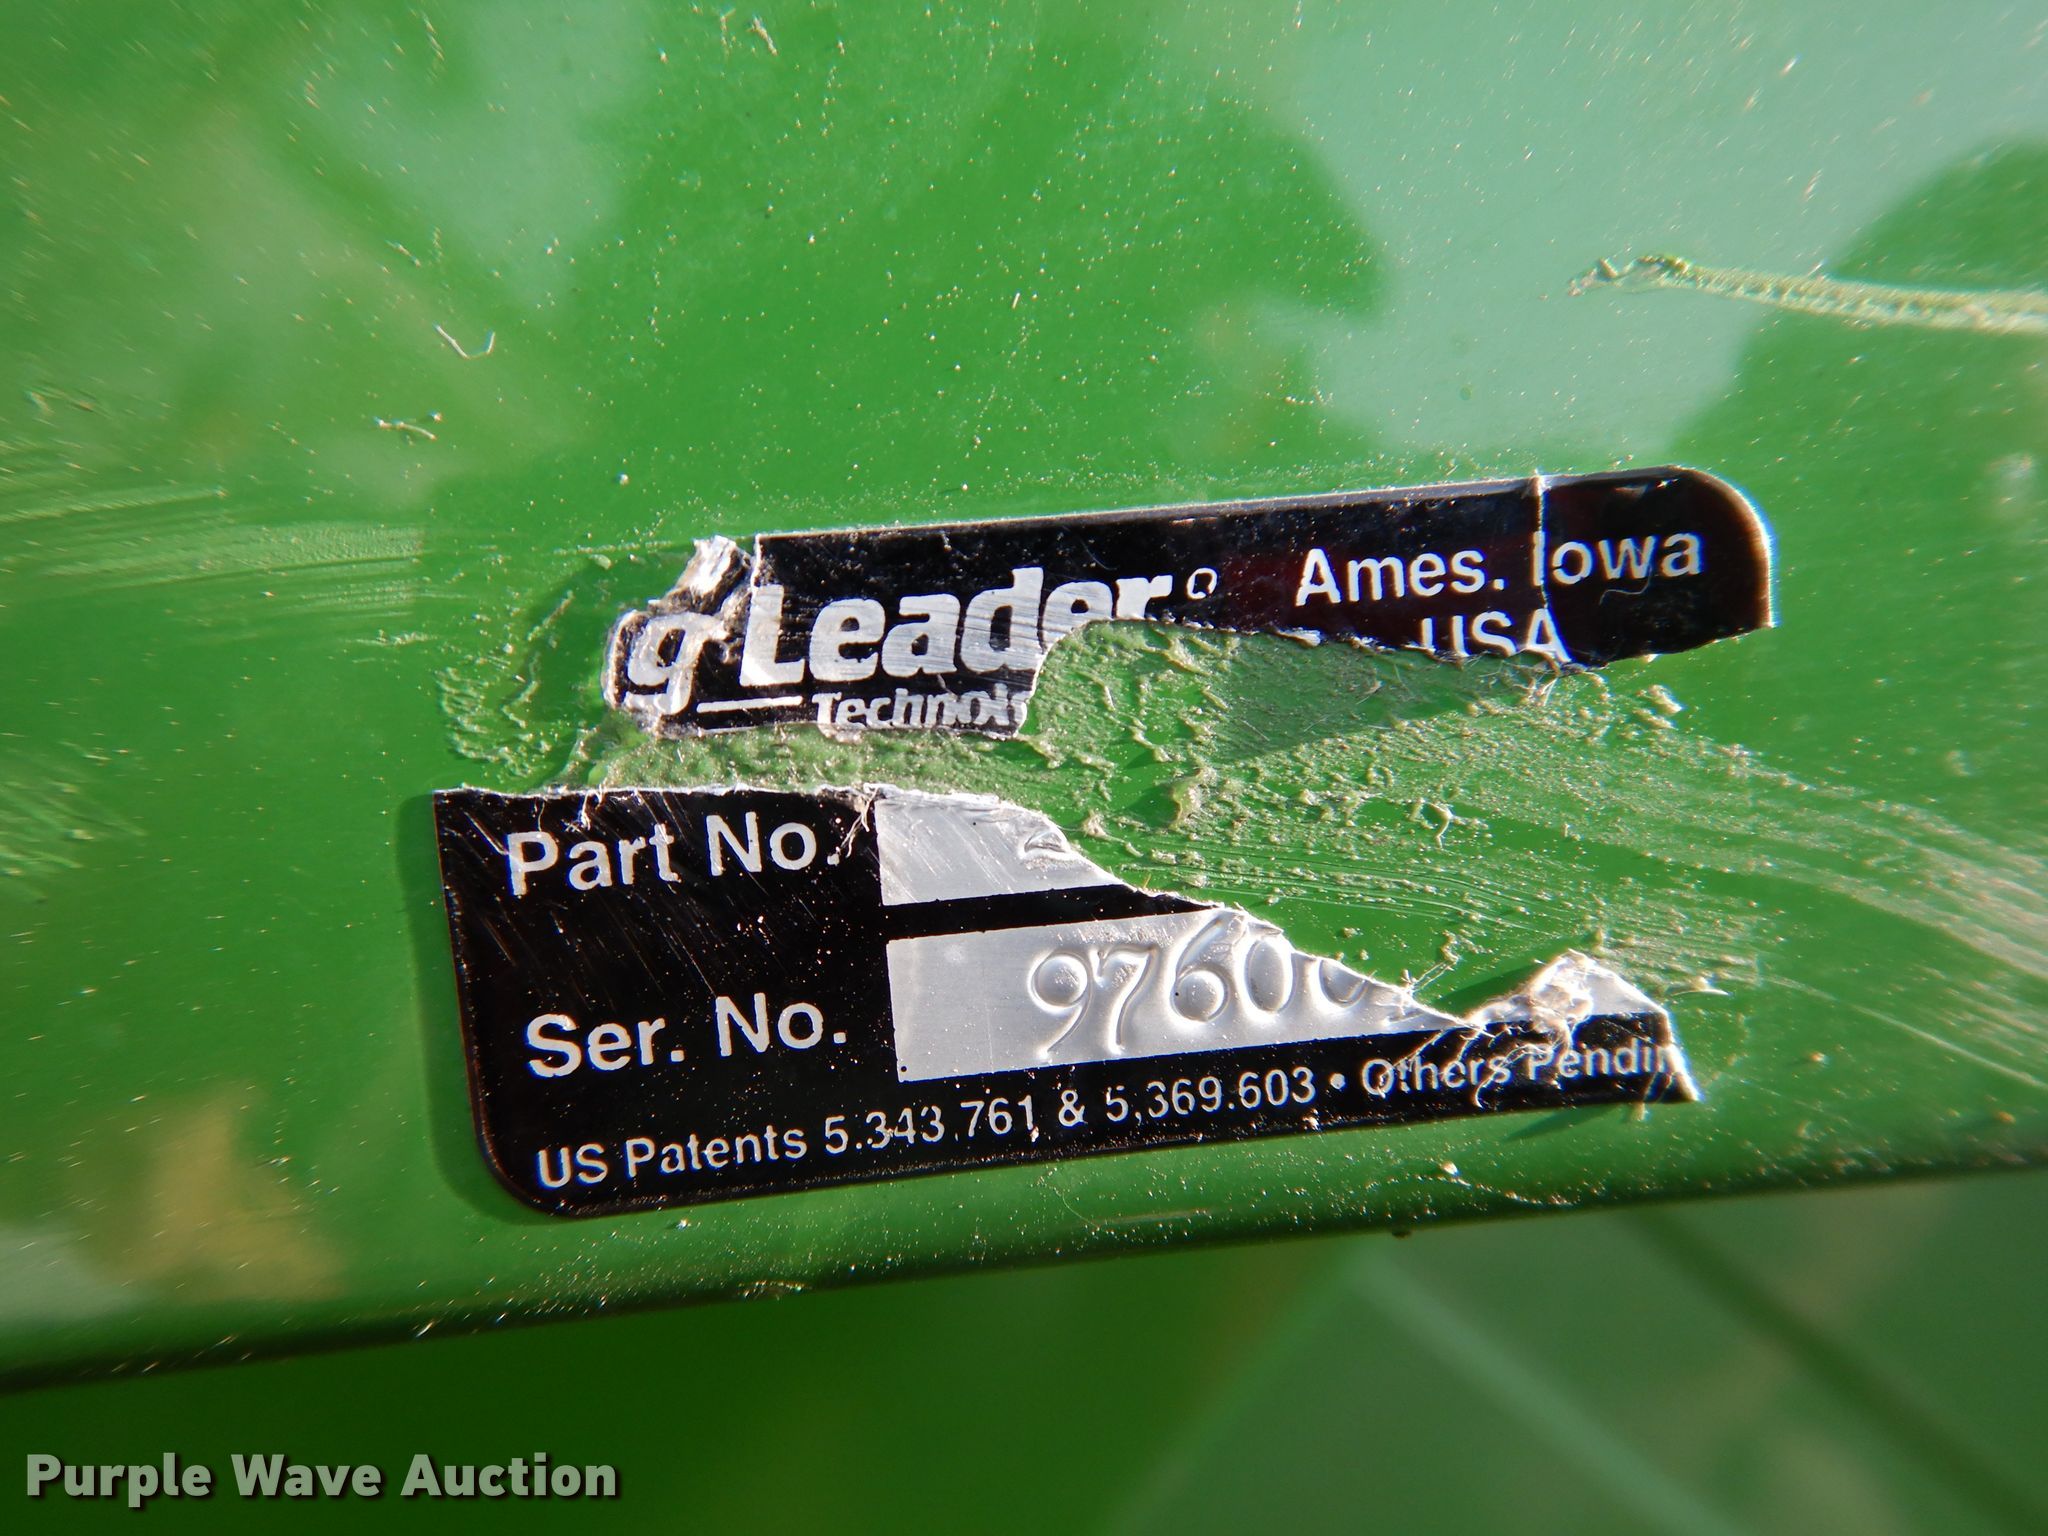 g Leader® Ames, Iowa
USA
Technolo
Part No.
Ser. No. 9760
US Patents 5,343,761 & 5,369,603 • Others Pendin
Purple Wave Auction